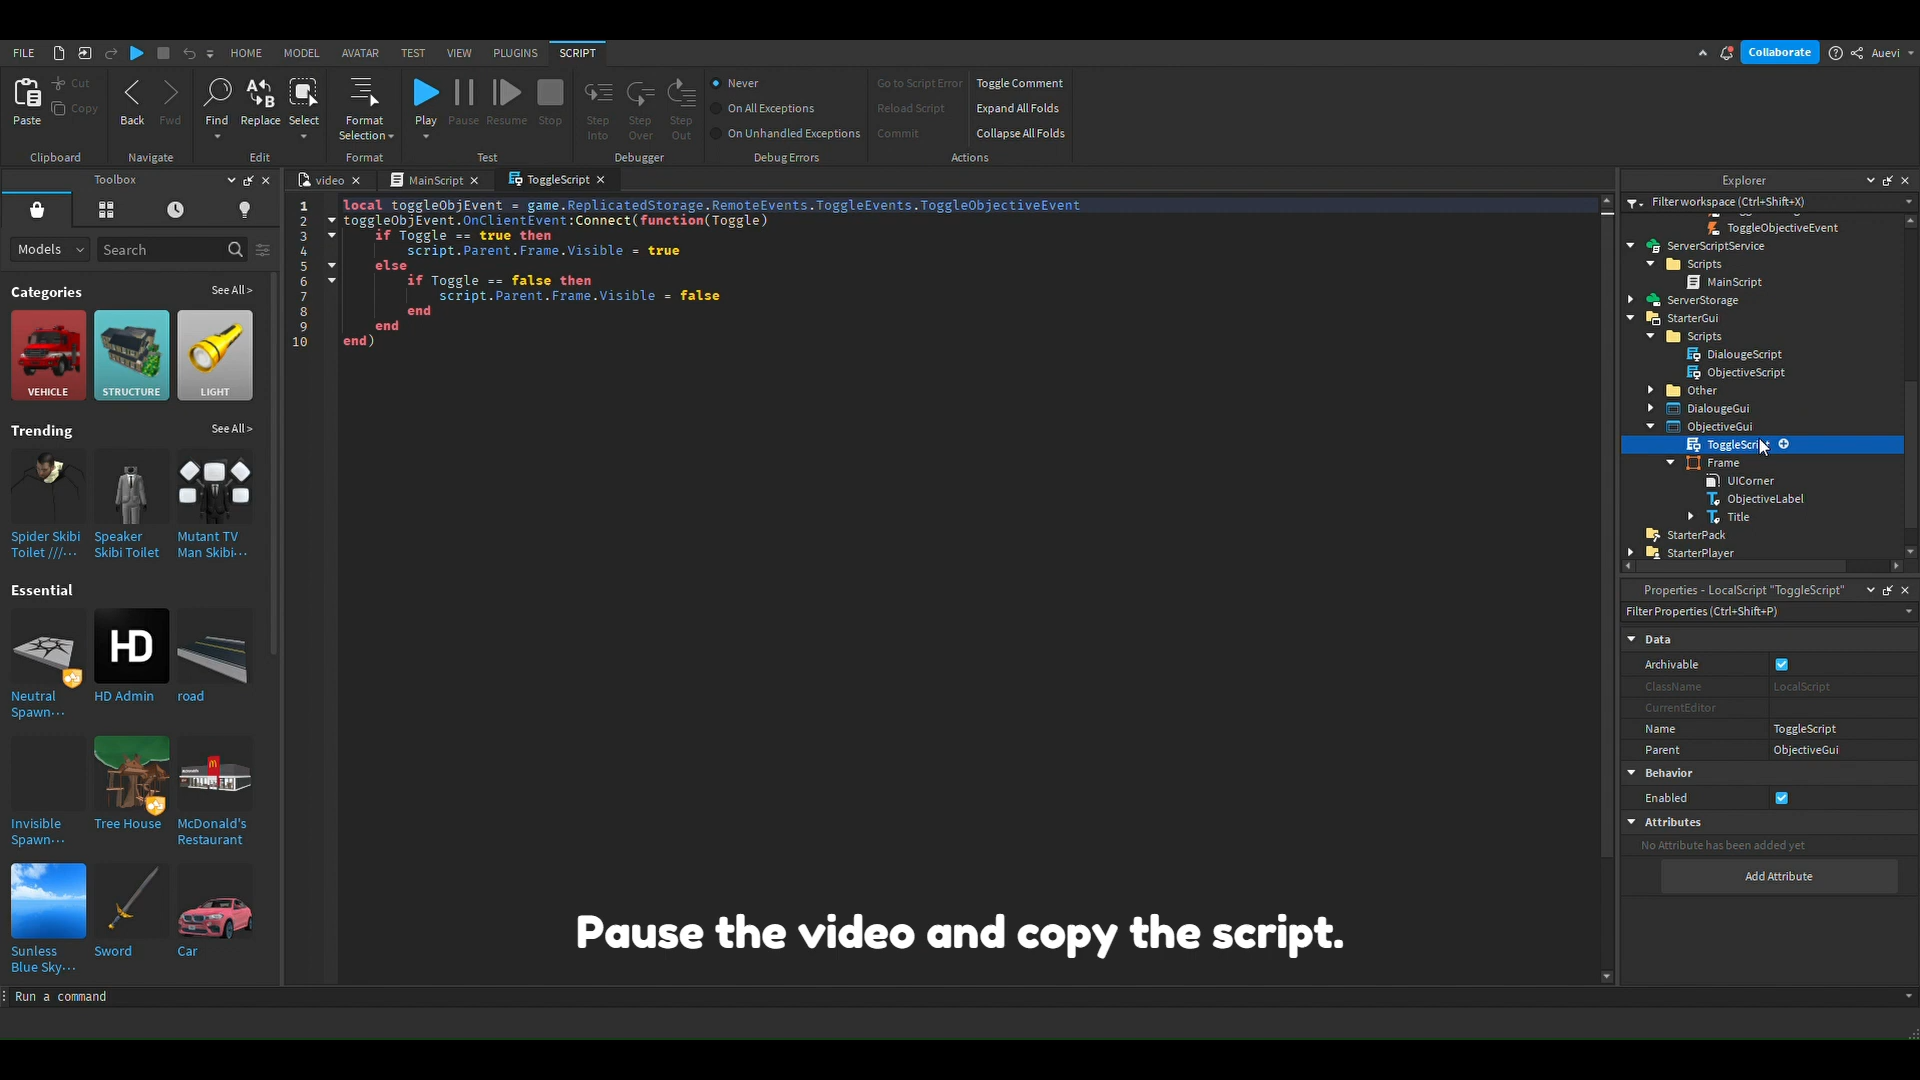 FILE HOME MODEL AVATAR TEST VIEW PLUGINS SCRIPT Collaborate Auevi
Paste Cut Copy Back Fwd Find Replace Select Format Selection Play Pause Resume Stop Step Into Step Over Step Out
Never
On All Exceptions
On Unhandled Exceptions
Go to Script Error
Reload Script
Commit
Toggle Comment
Expand All Folds
Collapse All Folds
Clipboard Navigate Edit Format Test Debugger Debug Errors Actions
Toolbox
Models Search
Categories See All >
VEHICLE STRUCTURE LIGHT
Trending See All >
Spider Skibi Toilet ///···
Speaker Skibi Toilet
Mutant TV Man Skibi···
Essential
HD
Neutral Spawn···
HD Admin
road
Invisible Spawn···
Tree House
McDonald's Restaurant
Sunless Blue Sky···
Sword
Car
video MainScript ToggleScript
1 local toggleObjEvent = game.ReplicatedStorage.RemoteEvents.ToggleEvents.ToggleObjectiveEvent
2 toggleObjEvent.OnClientEvent:Connect(function(Toggle)
3 if Toggle == true then
4 script.Parent.Frame.Visible = true
5 else
6 if Toggle == false then
7 script.Parent.Frame.Visible = false
8 end
9 end
10 end)
Pause the video and copy the script.
Explorer
Filter workspace (Ctrl+Shift+X)
ToggleObjectiveEvent
ServerScriptService
Scripts
MainScript
ServerStorage
StarterGui
Scripts
DialougeScript
ObjectiveScript
Other
DialougeGui
ObjectiveGui
ToggleScript
Frame
UICorner
ObjectiveLabel
Title
StarterPack
StarterPlayer
Properties - LocalScript "ToggleScript"
Filter Properties (Ctrl+Shift+P)
Data
Archivable
ClassName LocalScript
CurrentEditor
Name ToggleScript
Parent ObjectiveGui
Behavior
Enabled
Attributes
No Attribute has been added yet
Add Attribute
Run a command